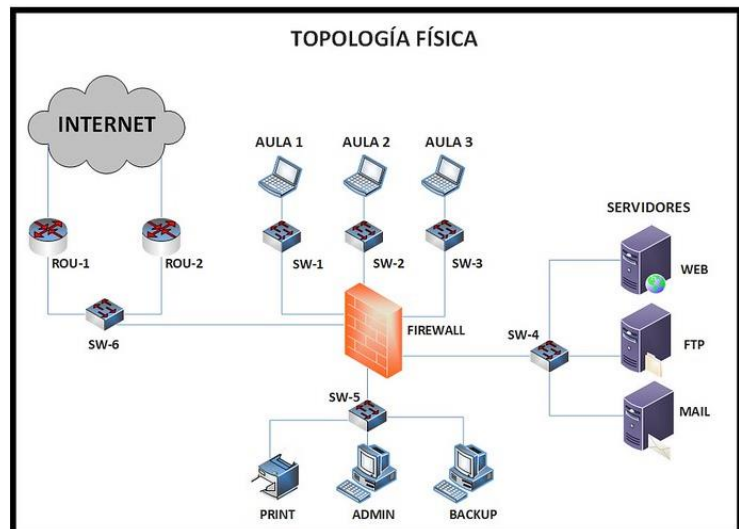 TOPOLOGÍA FÍSICA
INTERNET
AULA 1
AULA 2
AULA 3
SERVIDORES
ROU-1
ROU-2
SW-1
SW-2
SW-3
WEB
SW-6
FIREWALL
SW-4
FTP
SW-5
MAIL
PRINT
ADMIN
BACKUP